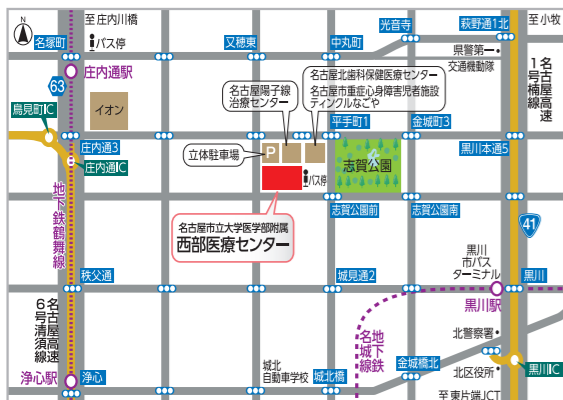 N
至庄内川橋
名塚町
バス停
又穂東
中丸町
光音寺
萩野通1北
至小牧
県警第一
交通機動隊
名古屋高速
1号楠線
庄内通駅
63
イオン
鳥見町IC
庄内通3
庄内通IC
地下鉄鶴舞線
名古屋陽子線
治療センター
名古屋北歯科保健医療センター
名古屋市重症心身障害児者施設
ティンクルなごや
平手町1
金城町3
黒川本通5
立体駐車場
P
バス停
志賀公園
志賀公園前
志賀公園南
名古屋市立大学医学部附属
西部医療センター
41
秩父通
城見通2
黒川
市バス
ターミナル
黒川
黒川駅
名古屋高速
6号清須線
地下鉄
名城線
北警察署
金城橋北
浄心駅
浄心
城北
自動車学校
城北橋
北区役所
黒川IC
至東片端JCT